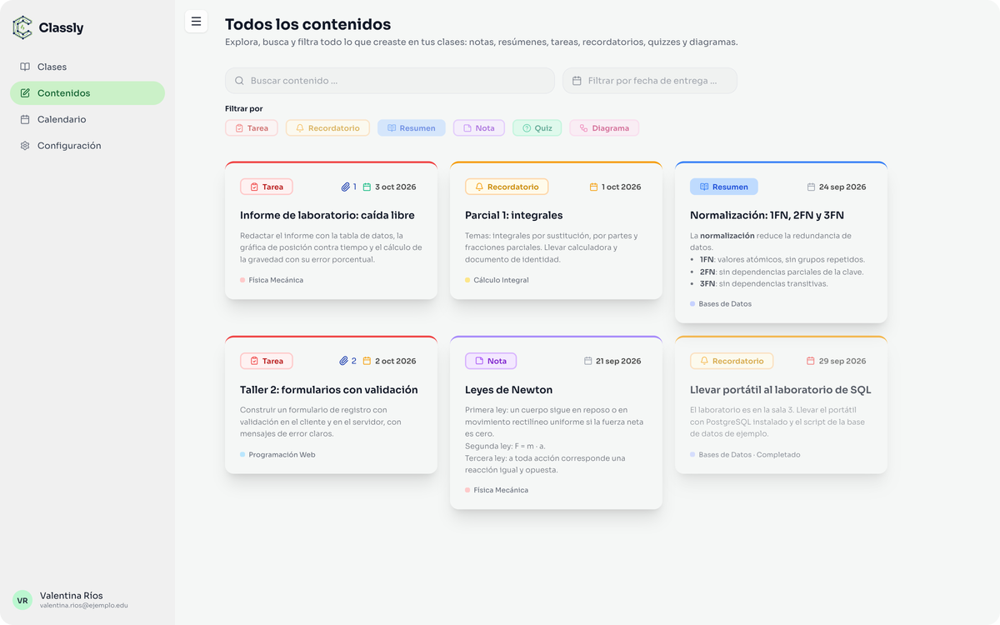 Classly
Clases
Contenidos
Calendario
Configuración
VR
Valentina Ríos
valentina.rios@ejemplo.edu
Todos los contenidos
Explora, busca y filtra todo lo que creaste en tus clases: notas, resúmenes, tareas, recordatorios, quizzes y diagramas.
Buscar contenido ...
Filtrar por fecha de entrega ...
Filtrar por
Tarea
Recordatorio
Resumen
Nota
Quiz
Diagrama
Tarea
1
3 oct 2026
Informe de laboratorio: caída libre
Redactar el informe con la tabla de datos, la
gráfica de posición contra tiempo y el cálculo de
la gravedad con su error porcentual.
Física Mecánica
Recordatorio
1 oct 2026
Parcial 1: integrales
Temas: integrales por sustitución, por partes y
fracciones parciales. Llevar calculadora y
documento de identidad.
Cálculo Integral
Resumen
24 sep 2026
Normalización: 1FN, 2FN y 3FN
La normalización reduce la redundancia de
datos.
• 1FN: valores atómicos, sin grupos repetidos.
• 2FN: sin dependencias parciales de la clave.
• 3FN: sin dependencias transitivas.
Bases de Datos
Tarea
2
2 oct 2026
Taller 2: formularios con validación
Construir un formulario de registro con
validación en el cliente y en el servidor, con
mensajes de error claros.
Programación Web
Nota
21 sep 2026
Leyes de Newton
Primera ley: un cuerpo sigue en reposo o en
movimiento rectilíneo uniforme si la fuerza neta
es cero.
Segunda ley: F = m · a.
Tercera ley: a toda acción corresponde una
reacción igual y opuesta.
Física Mecánica
Recordatorio
29 sep 2026
Llevar portátil al laboratorio de SQL
El laboratorio es en la sala 3. Llevar el portátil
con PostgreSQL instalado y el script de la base
de datos de ejemplo.
Bases de Datos · Completado